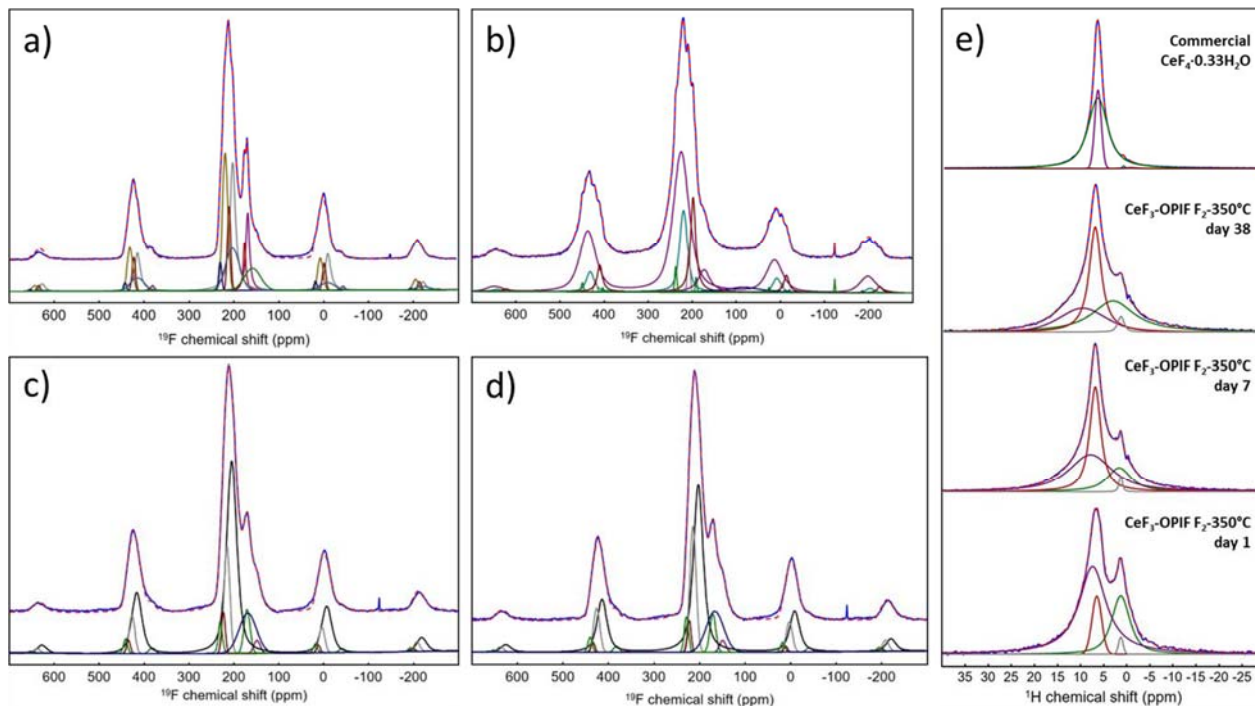 a)
600 500 400 300 200 100 0 -100 -200
¹⁹F chemical shift (ppm)
b)
600 500 400 300 200 100 0 -100 -200
¹⁹F chemical shift (ppm)
c)
600 500 400 300 200 100 0 -100 -200
¹⁹F chemical shift (ppm)
d)
600 500 400 300 200 100 0 -100 -200
¹⁹F chemical shift (ppm)
e)
Commercial
CeF₄-0.33H₂O
CeF₃-OPIF F₂-350°C
day 38
CeF₃-OPIF F₂-350°C
day 7
CeF₃-OPIF F₂-350°C
day 1
35 30 25 20 15 10 5 0 -5 -10 -15 -20 -25
¹H chemical shift (ppm)